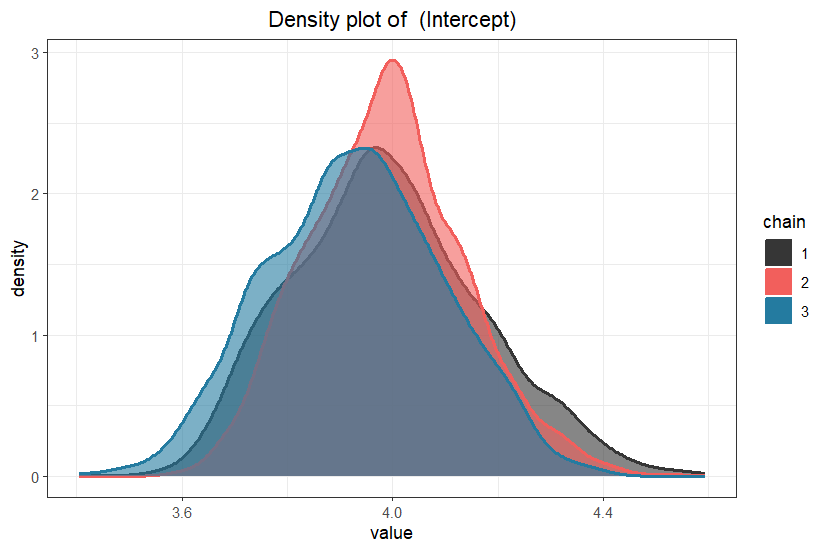 Density plot of  (Intercept)
3
2
1
0
density
3.6
4.0
4.4
value
chain
1
2
3